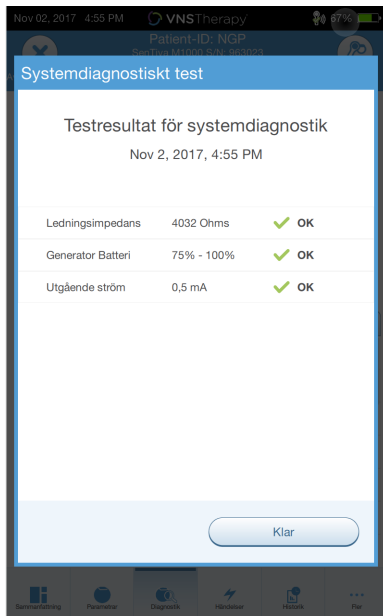 Nov 02, 2017 4:55 PM VNSTherapy 67%
Patient-ID: NGP
SenTiva M1000 S/N: 963023
Systemdiagnostiskt test
Testresultat för systemdiagnostik
Nov 2, 2017, 4:55 PM
Ledningsimpedans 4032 Ohms OK
Generator Batteri 75% - 100% OK
Utgående ström 0,5 mA OK
Klar
Sammanfattning Parametrar Diagnostik Händelser Historik Fler